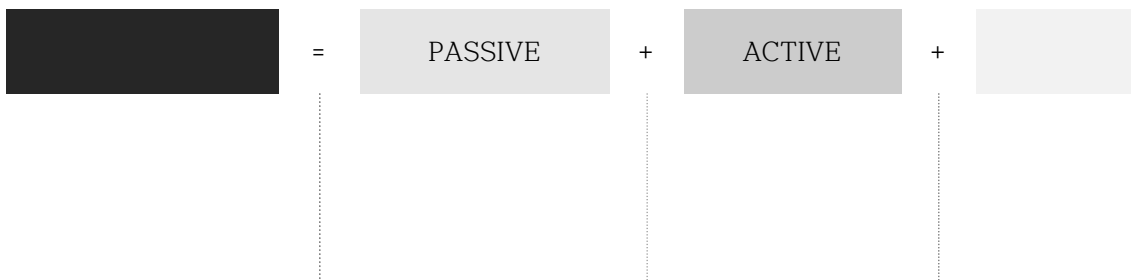 = PASSIVE + ACTIVE +